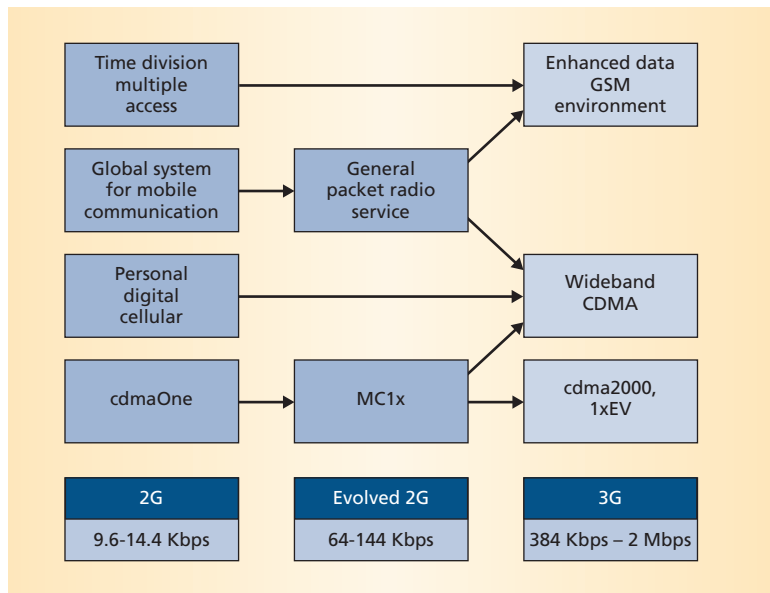 Time division
multiple
access
Enhanced data
GSM
environment
Global system
for mobile
communication
General
packet radio
service
Personal
digital
cellular
Wideband
CDMA
cdmaOne
MC1x
cdma2000,
1xEV
2G
Evolved 2G
3G
9.6-14.4 Kbps
64-144 Kbps
384 Kbps – 2 Mbps